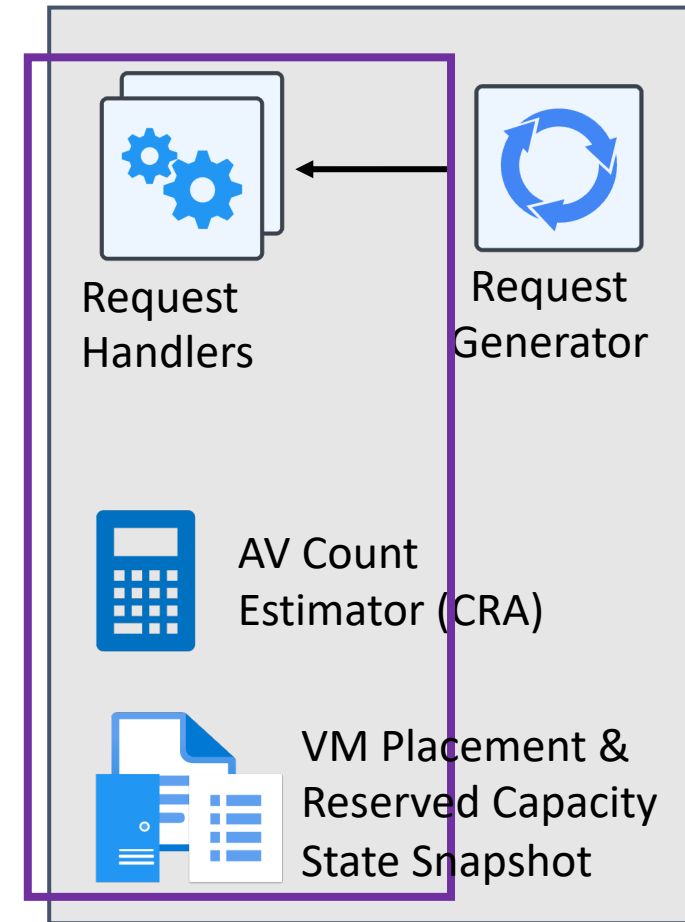 Request
Handlers
Request
Generator
AV Count
Estimator (CRA)
VM Placement &
Reserved Capacity
State Snapshot